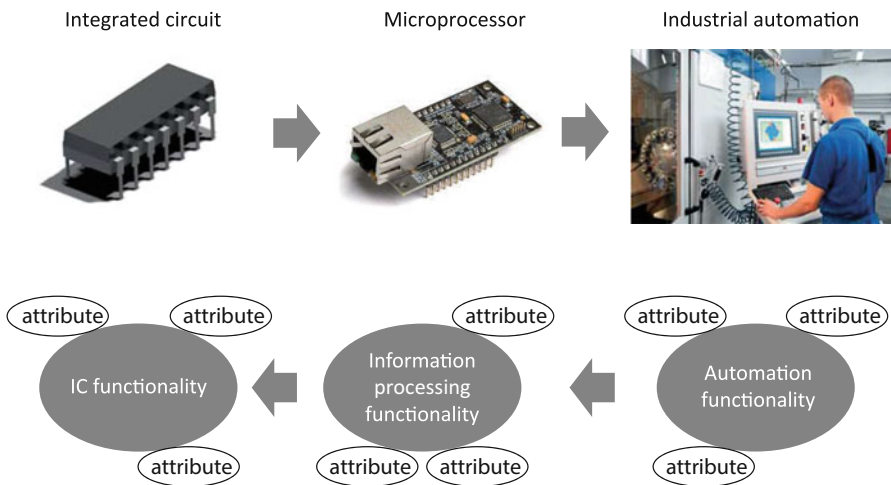 Integrated circuit
Microprocessor
Industrial automation
attribute
attribute
attribute
attribute
attribute
IC functionality
Information
processing
functionality
Automation
functionality
attribute
attribute
attribute
attribute